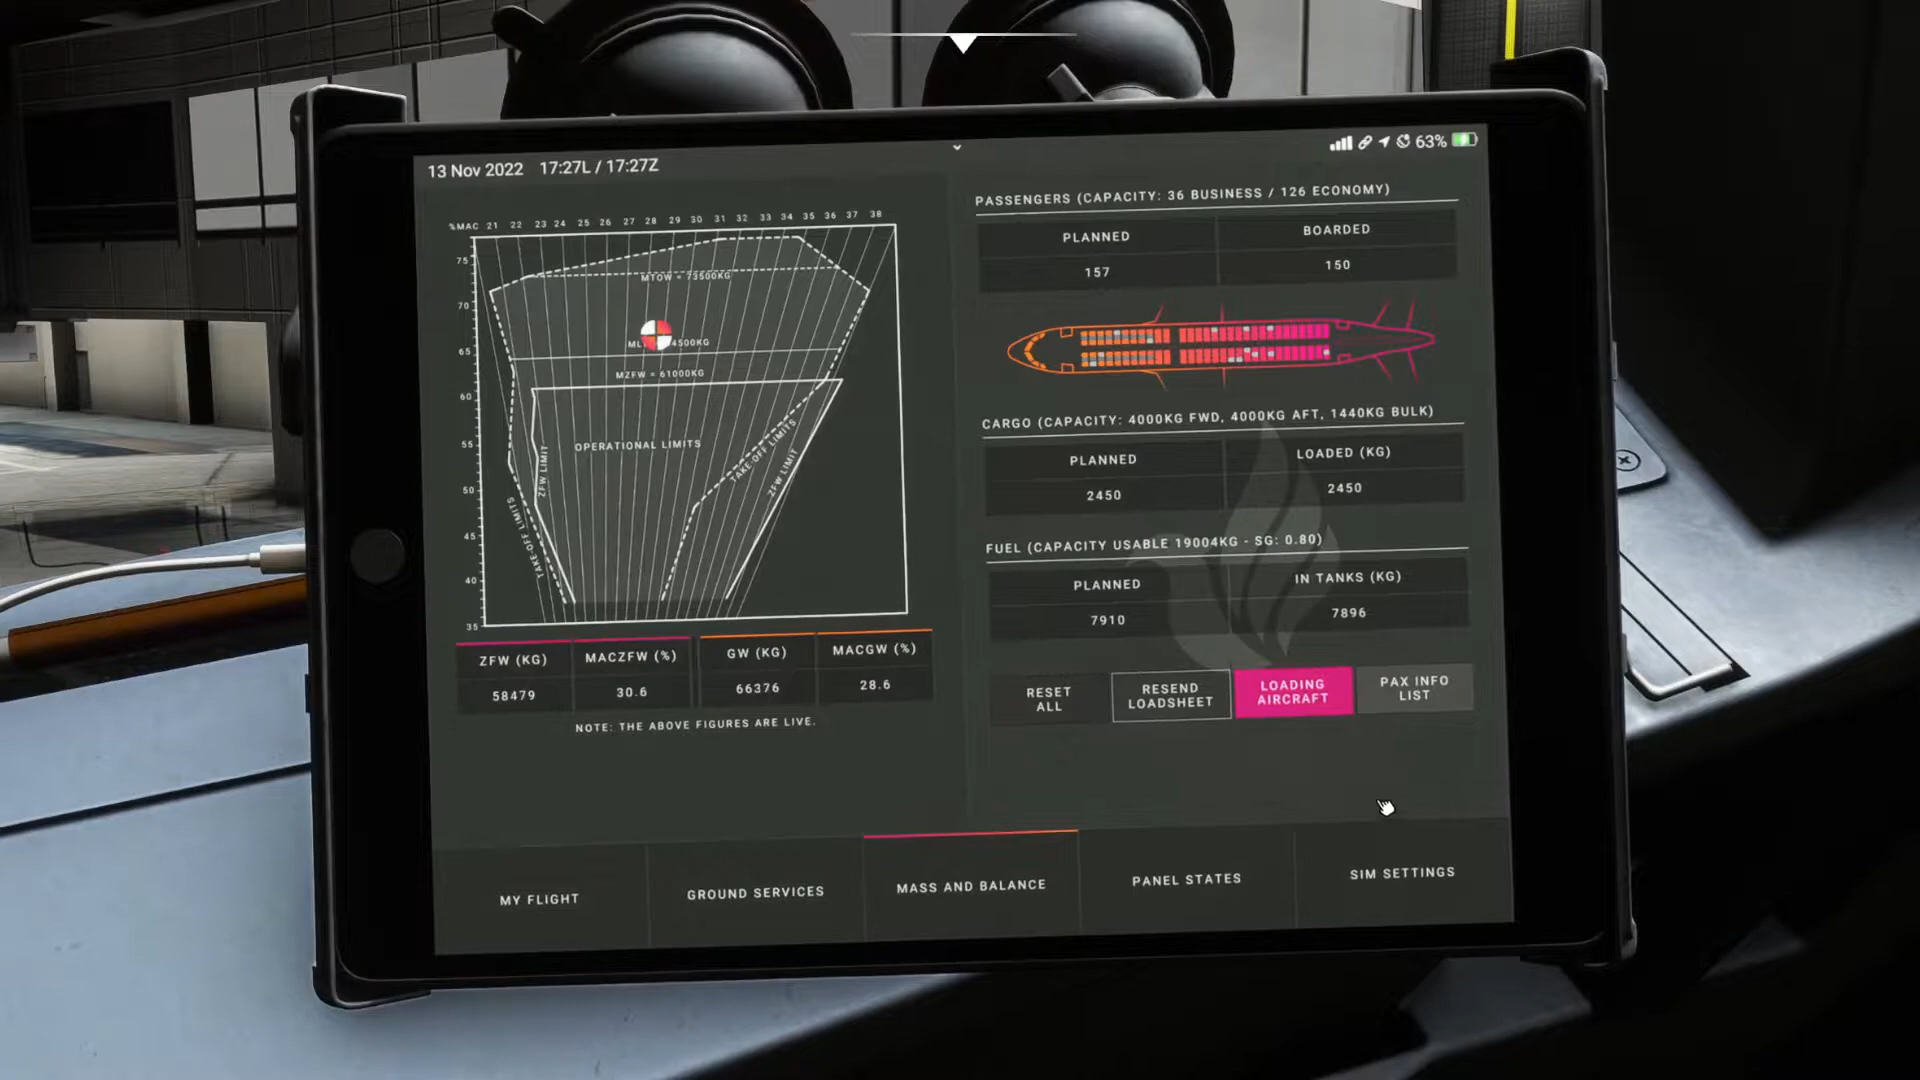 13 Nov 2022 17:27L / 17:27Z
63%
%MAC 21 22 23 24 25 26 27 28 29 30 31 32 33 34 35 36 37 38
75
70
65
60
55
50
45
40
35
MTOW = 73500KG
4500KG
MZFW = 61000KG
OPERATIONAL LIMITS
TAKE-OFF LIMITS
ZFW LIMIT
TAKE-OFF LIMITS
ZFW LIMIT
ZFW (KG) MACZFW (%) GW (KG) MACGW (%)
58479 30.6 66376 28.6
NOTE: THE ABOVE FIGURES ARE LIVE.
PASSENGERS (CAPACITY: 36 BUSINESS / 126 ECONOMY)
PLANNED BOARDED
157 150
CARGO (CAPACITY: 4000KG FWD, 4000KG AFT, 1440KG BULK)
PLANNED LOADED (KG)
2450 2450
FUEL (CAPACITY USABLE 19004KG - SG: 0.80)
PLANNED IN TANKS (KG)
7910 7896
RESET ALL
RESEND LOADSHEET
LOADING AIRCRAFT
PAX INFO LIST
MY FLIGHT GROUND SERVICES MASS AND BALANCE PANEL STATES SIM SETTINGS